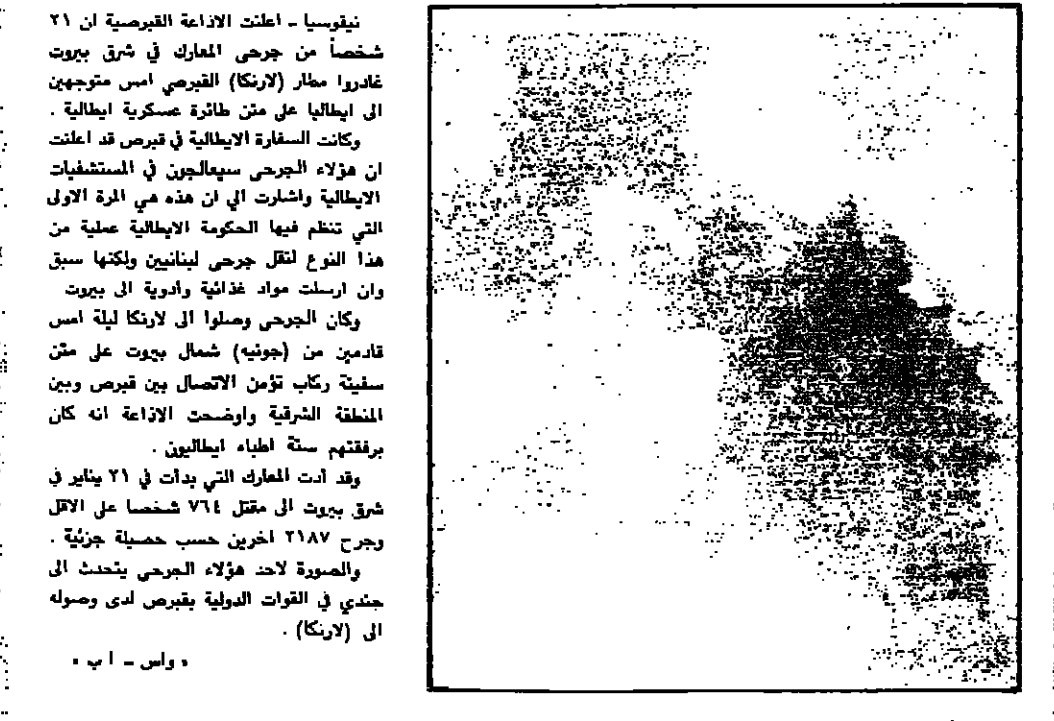 نيقوسيا ـ اعلنت الاذاعة القبرصية ان ٢١
شخصاً من جرحى المعارك في شرق بيروت
غادروا مطار (لارنكا) القبرصي امس متوجهين
الى ايطاليا على متن طائرة عسكرية ايطالية .
وكانت السفارة الايطالية في قبرص قد اعلنت
ان هؤلاء الجرحى سيعالجون في المستشفيات
الايطالية واشارت الي ان هذه هي المرة الاولى
التي تنظم فيها الحكومة الايطالية عملية من
هذا النوع لنقل جرحى لبنانيين ولكنها سبق
وان ارسلت مواد غذائية وأدوية الى بيروت
وكان الجرحى وصلوا الى لارنكا ليلة امس
قادمين من (جونيه) شمال بيروت على متن
سفينة ركاب تؤمن الاتصال بين قبرص وبين
المنطقة الشرقية واوضحت الاذاعة انه كان
برفقتهم ستة اطباء ايطاليون .
وقد أدت المعارك التي بدأت في ٢١ يناير في
شرق بيروت الى مقتل ٧٦٤ شخصا على الاقل
وجرح ٢١٨٧ اخرين حسب حصيلة جزئية .
والصورة لاحد هؤلاء الجرحى يتحدث الى
جندي في القوات الدولية بقبرص لدى وصوله
الى (لارنكا) .
« واس ـ ا ب »